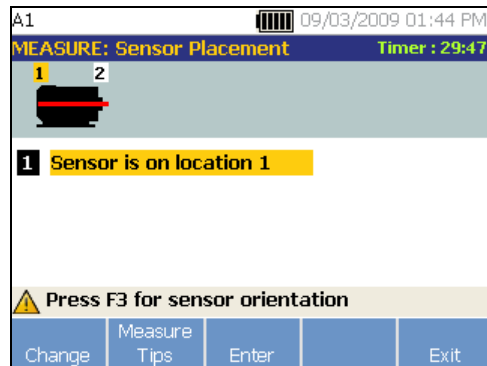 A1 09/03/2009 01:44 PM
MEASURE: Sensor Placement Timer : 29:47
1 2
1 Sensor is on location 1
Press F3 for sensor orientation
Change Measure Tips Enter Exit